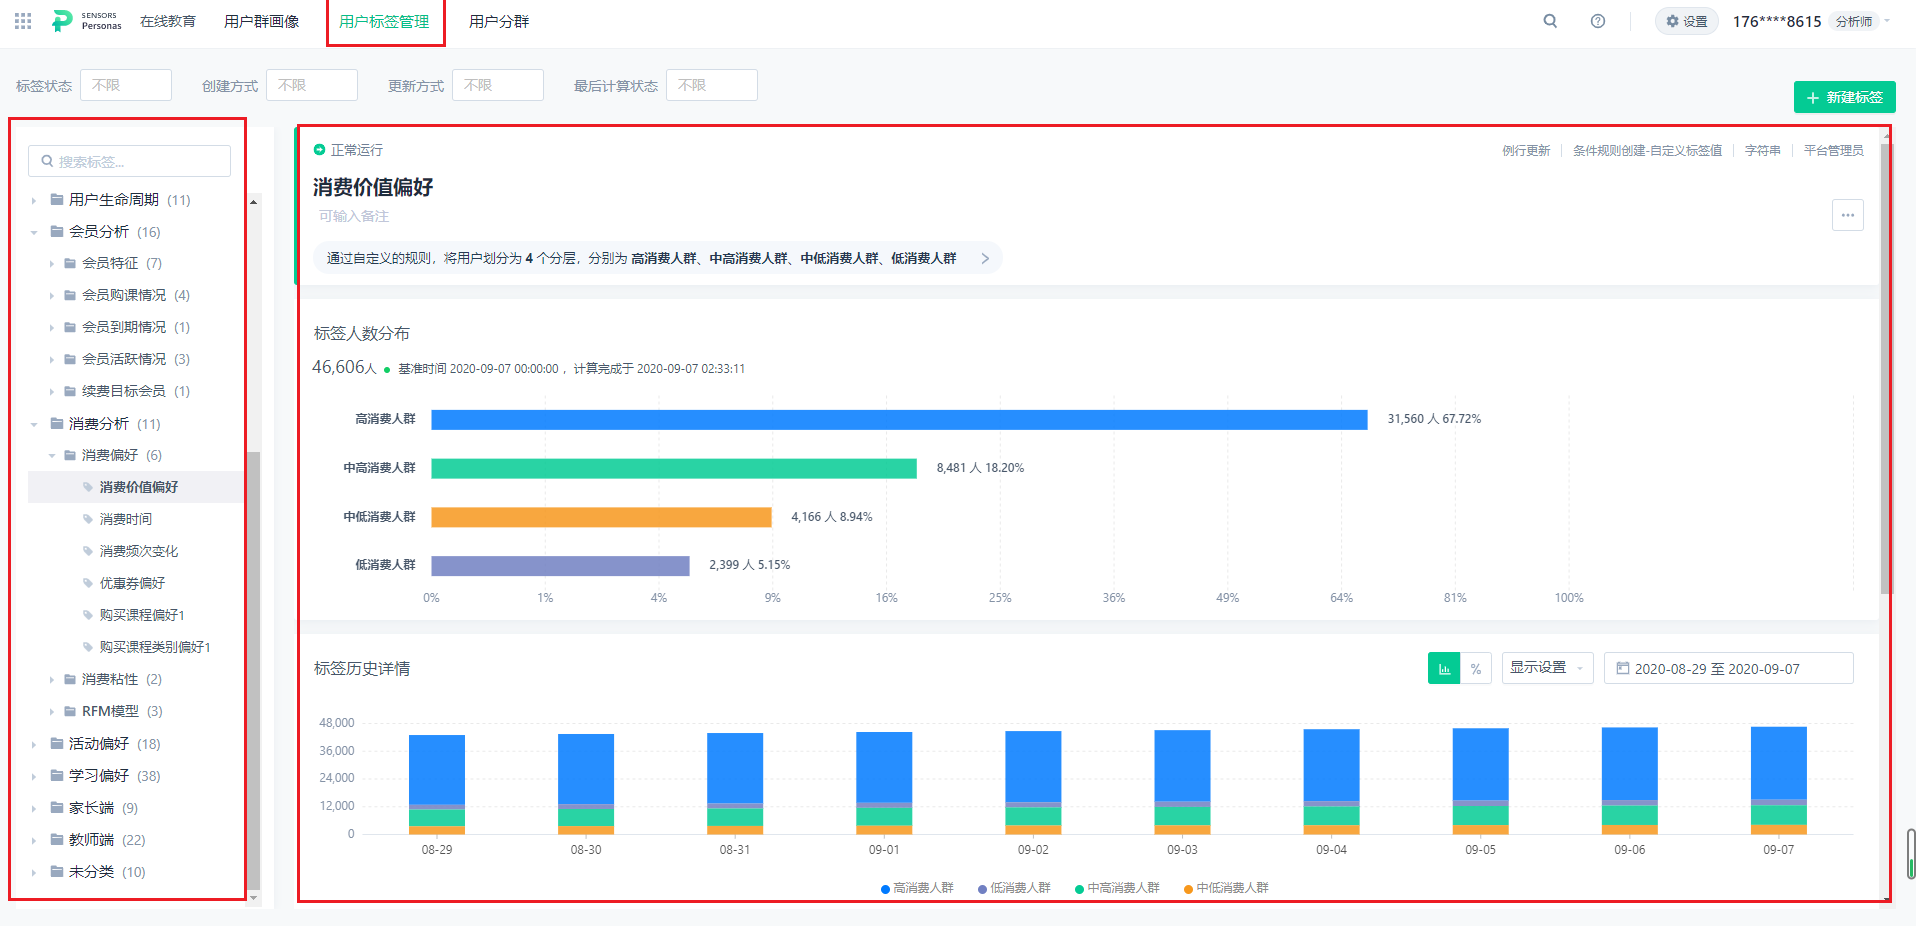 SENSORS
Personas
在线教育
用户群画像
用户标签管理
用户分群
设置
176****8615
分析师
标签状态 不限
创建方式 不限
更新方式 不限
最后计算状态 不限
新建标签
搜索标签...
用户生命周期 (11)
会员分析 (16)
会员特征 (7)
会员购课情况 (4)
会员到期情况 (1)
会员活跃情况 (3)
续费目标会员 (1)
消费分析 (11)
消费偏好 (6)
消费价值偏好
消费时间
消费频次变化
优惠券偏好
购买课程偏好1
购买课程类别偏好1
消费粘性 (2)
RFM模型 (3)
活动偏好 (18)
学习偏好 (38)
家长端 (9)
教师端 (22)
未分类 (10)
正常运行
例行更新 条件规则创建-自定义标签值 字符串 平台管理员
消费价值偏好
可输入备注
通过自定义的规则，将用户划分为 4 个分层，分别为 高消费人群、中高消费人群、中低消费人群、低消费人群
标签人数分布
46,606人 基准时间 2020-09-07 00:00:00 ，计算完成于 2020-09-07 02:33:11
高消费人群 31,560 人 67.72%
中高消费人群 8,481 人 18.20%
中低消费人群 4,166 人 8.94%
低消费人群 2,399 人 5.15%
0% 1% 4% 9% 16% 25% 36% 49% 64% 81% 100%
标签历史详情
%
显示设置
2020-08-29 至 2020-09-07
48,000
36,000
24,000
12,000
0
08-29 08-30 08-31 09-01 09-02 09-03 09-04 09-05 09-06 09-07
高消费人群 低消费人群 中高消费人群 中低消费人群